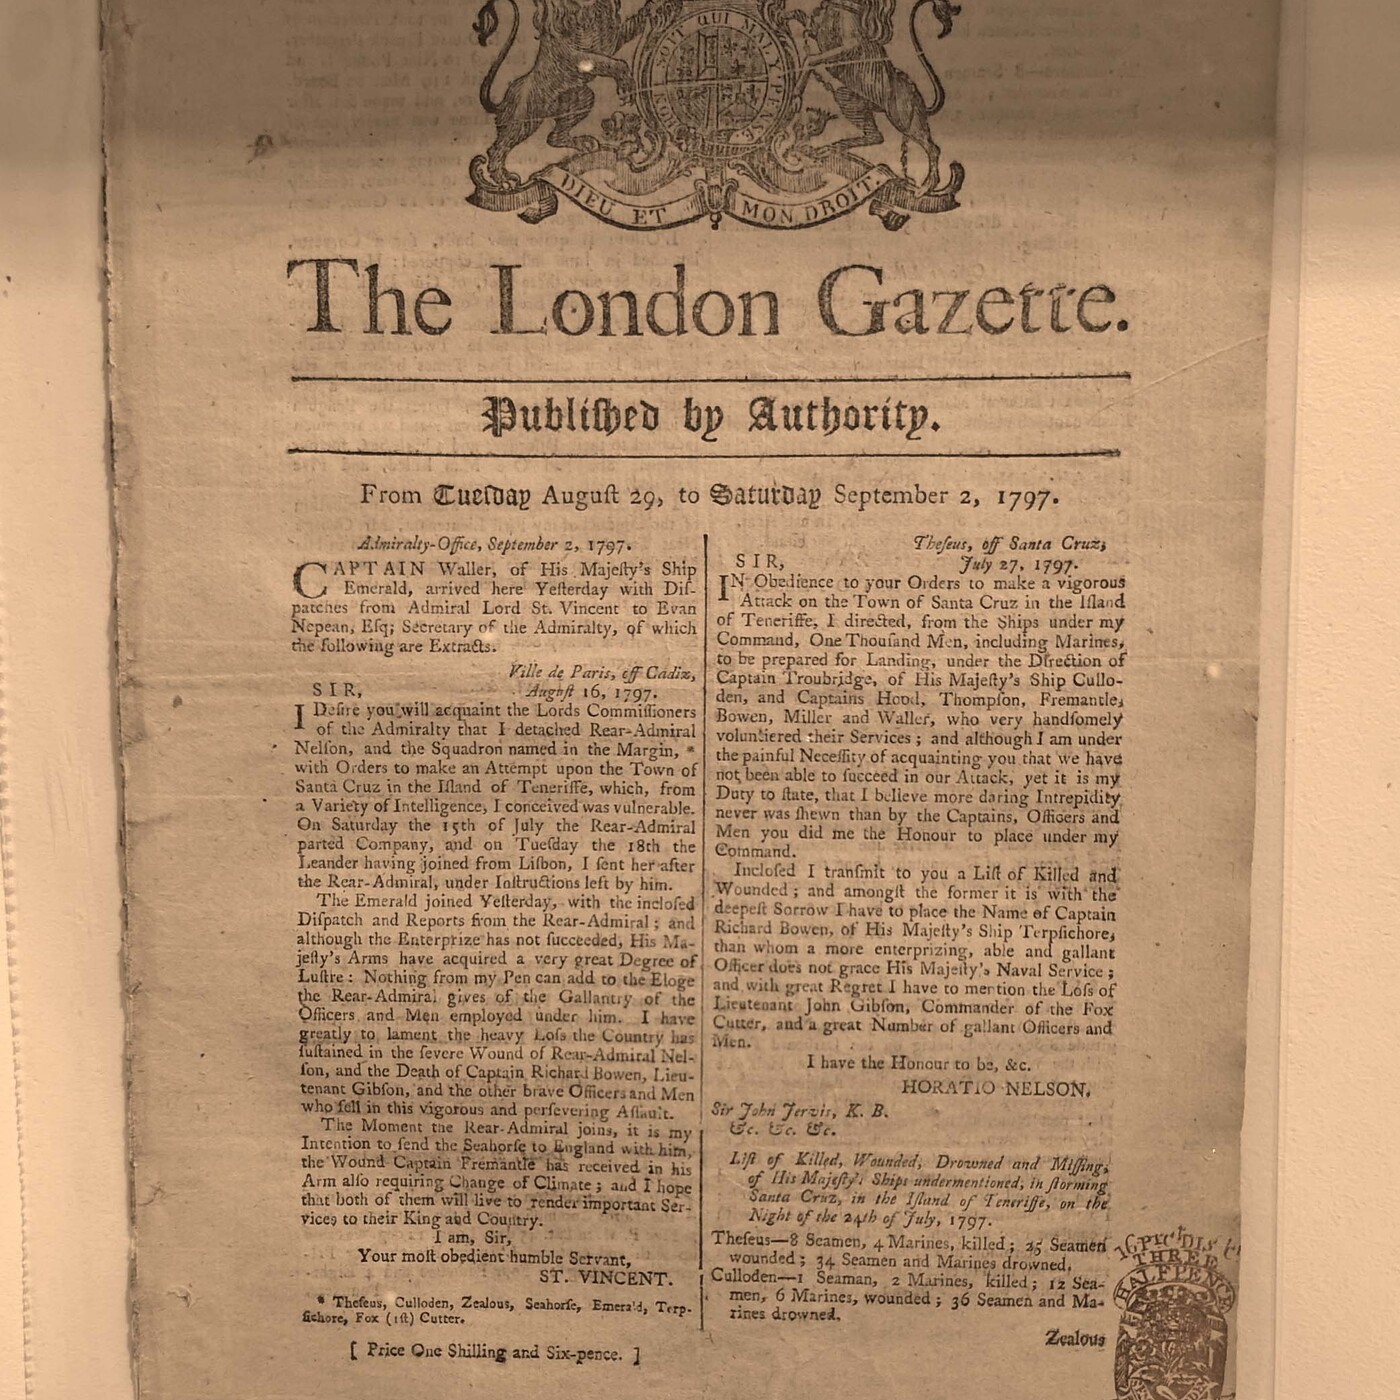 SOIT QUI MAL Y PENSE
HONI
DIEU ET MON DROIT.
The London Gazette.
Publiſhed by Authority.
From Tueſday Auguſt 29, to Saturday September 2, 1797.
Admiralty-Office, September 2, 1797.
CAPTAIN Waller, of His Majeſty's Ship
Emerald, arrived here Yeſterday with Diſ-
patches from Admiral Lord St. Vincent to Evan
Nepean, Eſq; Secretary of the Admiralty, of which
the following are Extracts.
Ville de Paris, off Cadiz,
SIR, Auguſt 16, 1797.
I Deſire you will acquaint the Lords Commiſſioners
of the Admiralty that I detached Rear-Admiral
Nelſon, and the Squadron named in the Margin, *
with Orders to make an Attempt upon the Town of
Santa Cruz in the Iſland of Teneriffe, which, from
a Variety of Intelligence, I conceived was vulnerable.
On Saturday the 15th of July the Rear-Admiral
parted Company, and on Tueſday the 18th the
Leander having joined from Liſbon, I ſent her after
the Rear-Admiral, under Inſtructions left by him.
The Emerald joined Yeſterday, with the incloſed
Diſpatch and Reports from the Rear-Admiral; and
although the Enterprize has not ſucceeded, His Ma-
jeſty's Arms have acquired a very great Degree of
Luſtre: Nothing from my Pen can add to the Eloge
the Rear-Admiral gives of the Gallantry of the
Officers and Men employed under him. I have
greatly to lament the heavy Loſs the Country has
ſuſtained in the ſevere Wound of Rear-Admiral Nel-
ſon, and the Death of Captain Richard Bowen, Lieu-
tenant Gibſon, and the other brave Officers and Men
who fell in this vigorous and perſevering Aſſault.
The Moment the Rear-Admiral joins, it is my
Intention to ſend the Seahorſe to England with him,
the Wound Captain Fremantle has received in his
Arm alſo requiring Change of Climate; and I hope
that both of them will live to render important Ser-
vices to their King and Country.
I am, Sir,
Your moſt obedient humble Servant,
ST. VINCENT.
* Theſeus, Culloden, Zealous, Seahorſe, Emerald, Terp-
ſichore, Fox (1ſt) Cutter.
[ Price One Shilling and Six-pence. ]
Theſeus, off Santa Cruz,
SIR, July 27, 1797.
IN Obedience to your Orders to make a vigorous
Attack on the Town of Santa Cruz in the Iſland
of Teneriffe, I directed, from the Ships under my
Command, One Thouſand Men, including Marines,
to be prepared for Landing, under the Direction of
Captain Troubridge, of His Majeſty's Ship Cullo-
den, and Captains Hood, Thompſon, Fremantle,
Bowen, Miller and Waller, who very handſomely
voluntiered their Services; and although I am under
the painful Neceſſity of acquainting you that we have
not been able to ſucceed in our Attack, yet it is my
Duty to ſtate, that I believe more daring Intrepidity
never was ſhewn than by the Captains, Officers and
Men you did me the Honour to place under my
Command.
Incloſed I tranſmit to you a Liſt of Killed and
Wounded; and amongſt the former it is with the
deepeſt Sorrow I have to place the Name of Captain
Richard Bowen, of His Majeſty's Ship Terpſichore,
than whom a more enterprizing, able and gallant
Officer does not grace His Majeſty's Naval Service;
and with great Regret I have to mention the Loſs of
Lieutenant John Gibſon, Commander of the Fox
Cutter, and a great Number of gallant Officers and
Men.
I have the Honour to be, &c.
HORATIO NELSON.
Sir John Jervis, K. B.
&c. &c. &c.
Liſt of Killed, Wounded, Drowned and Miſſing,
of His Majeſty's Ships undermentioned, in ſtorming
Santa Cruz, in the Iſland of Teneriffe, on the
Night of the 24th of July, 1797.
Theſeus—8 Seamen, 4 Marines, killed; 25 Seamen
wounded; 34 Seamen and Marines drowned.
Culloden—1 Seaman, 2 Marines, killed; 12 Sea-
men, 6 Marines, wounded; 36 Seamen and Ma-
rines drowned.
Zealous
THREE
HALFPENCE